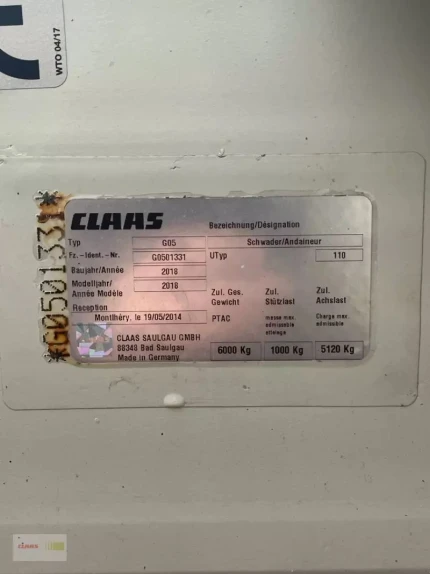 WTO 04/17
*G0501331*
CLAAS
Bezeichnung/Désignation
Typ G05 Schwader/Andaineur
Fz.-Ident.-Nr. G0501331 UTyp 110
Baujahr/Année 2018
Modelljahr/
Année Modèle 2018
Reception
Montlhéry, le 19/05/2014
Zul. Ges.
Gewicht
PTAC
Zul.
Stützlast
masse max.
admissible
attelage
Zul.
Achslast
Charge max.
admissible
CLAAS SAULGAU GMBH
88348 Bad Saulgau
Made in Germany
6000 Kg 1000 Kg 5120 Kg
CLAAS